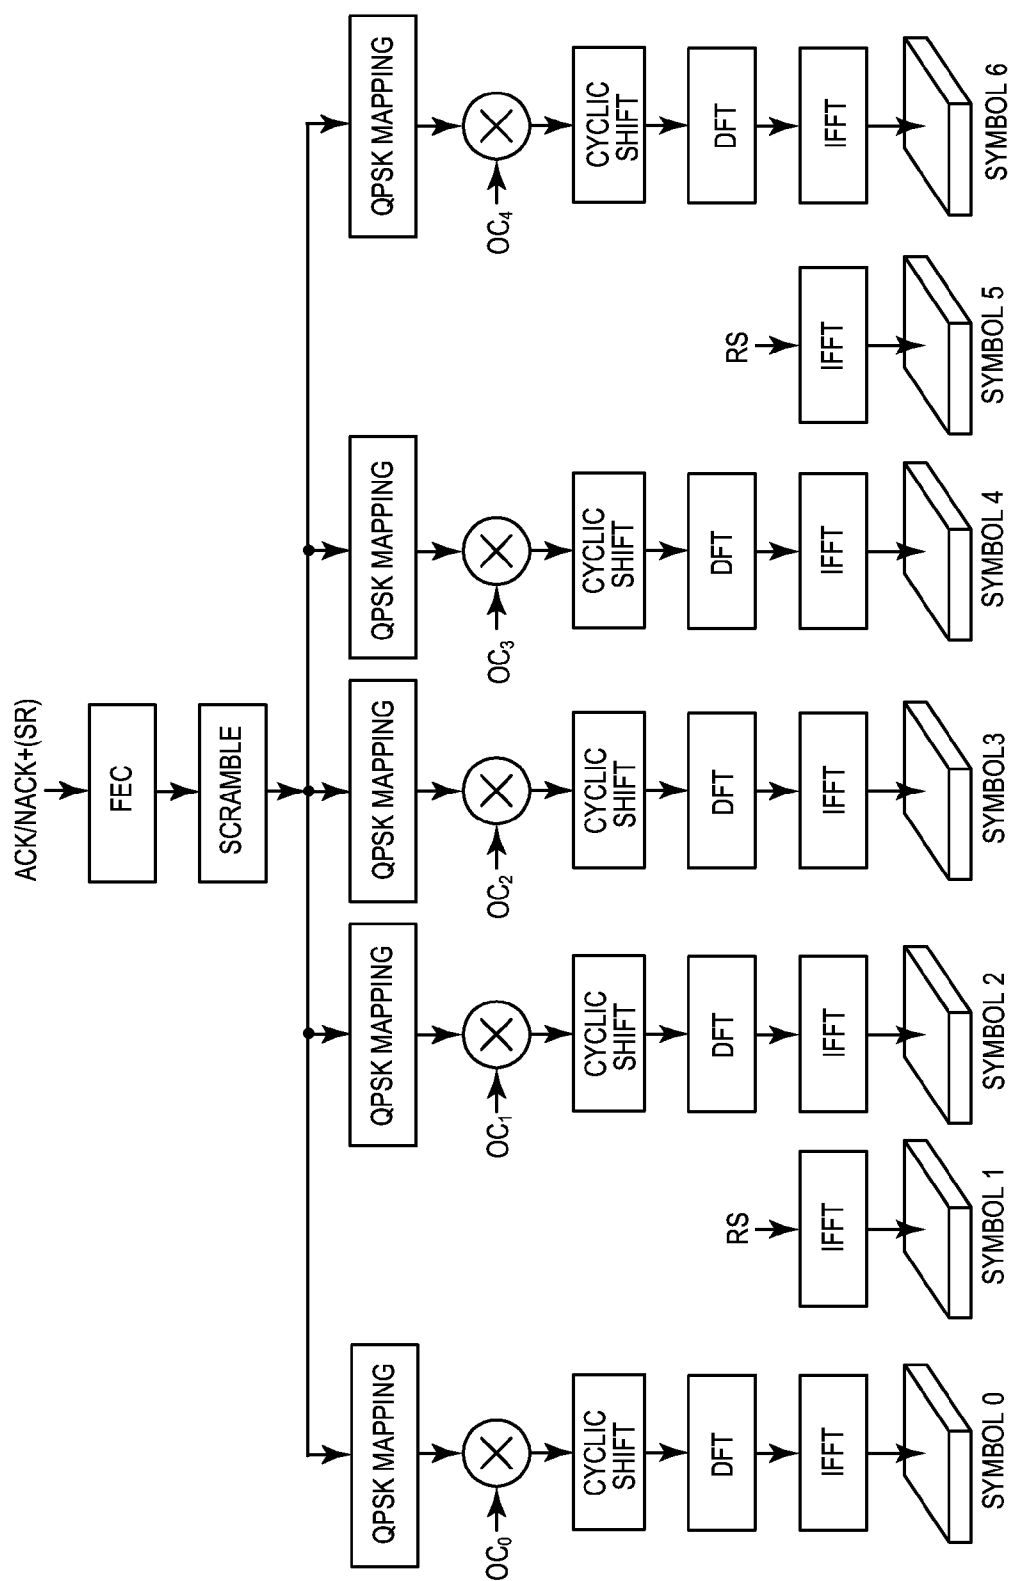 ACK/NACK+(SR)
FEC
SCRAMBLE
QPSK MAPPING
QPSK MAPPING
QPSK MAPPING
QPSK MAPPING
QPSK MAPPING
OC₀
OC₁
OC₂
OC₃
OC₄
CYCLIC
SHIFT
CYCLIC
SHIFT
CYCLIC
SHIFT
CYCLIC
SHIFT
CYCLIC
SHIFT
DFT
RS
DFT
DFT
DFT
RS
DFT
IFFT
IFFT
IFFT
IFFT
IFFT
IFFT
IFFT
SYMBOL 0
SYMBOL 1
SYMBOL 2
SYMBOL3
SYMBOL 4
SYMBOL 5
SYMBOL 6